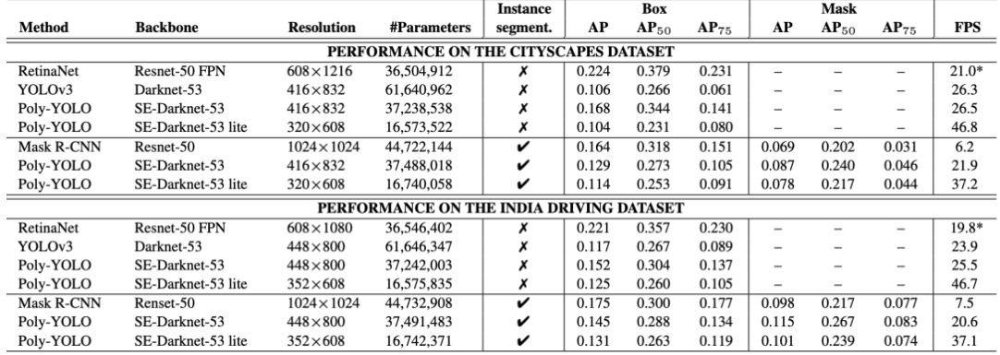 Instance Box Mask
Method Backbone Resolution #Parameters segment. AP AP50 AP75 AP AP50 AP75 FPS
PERFORMANCE ON THE CITYSCAPES DATASET
RetinaNet Resnet-50 FPN 608×1216 36,504,912 ✗ 0.224 0.379 0.231 – – – 21.0*
YOLOv3 Darknet-53 416×832 61,640,962 ✗ 0.106 0.266 0.061 – – – 26.3
Poly-YOLO SE-Darknet-53 416×832 37,238,538 ✗ 0.168 0.344 0.141 – – – 26.5
Poly-YOLO SE-Darknet-53 lite 320×608 16,573,522 ✗ 0.104 0.231 0.080 – – – 46.8
Mask R-CNN Resnet-50 1024×1024 44,722,144 ✔ 0.164 0.318 0.151 0.069 0.202 0.031 6.2
Poly-YOLO SE-Darknet-53 416×832 37,488,018 ✔ 0.129 0.273 0.105 0.087 0.240 0.046 21.9
Poly-YOLO SE-Darknet-53 lite 320×608 16,740,058 ✔ 0.114 0.253 0.091 0.078 0.217 0.044 37.2
PERFORMANCE ON THE INDIA DRIVING DATASET
RetinaNet Resnet-50 FPN 608×1080 36,546,402 ✗ 0.221 0.357 0.230 – – – 19.8*
YOLOv3 Darknet-53 448×800 61,646,347 ✗ 0.117 0.267 0.089 – – – 23.9
Poly-YOLO SE-Darknet-53 448×800 37,242,003 ✗ 0.152 0.304 0.137 – – – 25.5
Poly-YOLO SE-Darknet-53 lite 352×608 16,575,835 ✗ 0.125 0.260 0.105 – – – 46.7
Mask R-CNN Renset-50 1024×1024 44,732,908 ✔ 0.175 0.300 0.177 0.098 0.217 0.077 7.5
Poly-YOLO SE-Darknet-53 448×800 37,491,483 ✔ 0.145 0.288 0.134 0.115 0.267 0.083 20.6
Poly-YOLO SE-Darknet-53 lite 352×608 16,742,371 ✔ 0.131 0.263 0.119 0.101 0.239 0.074 37.1